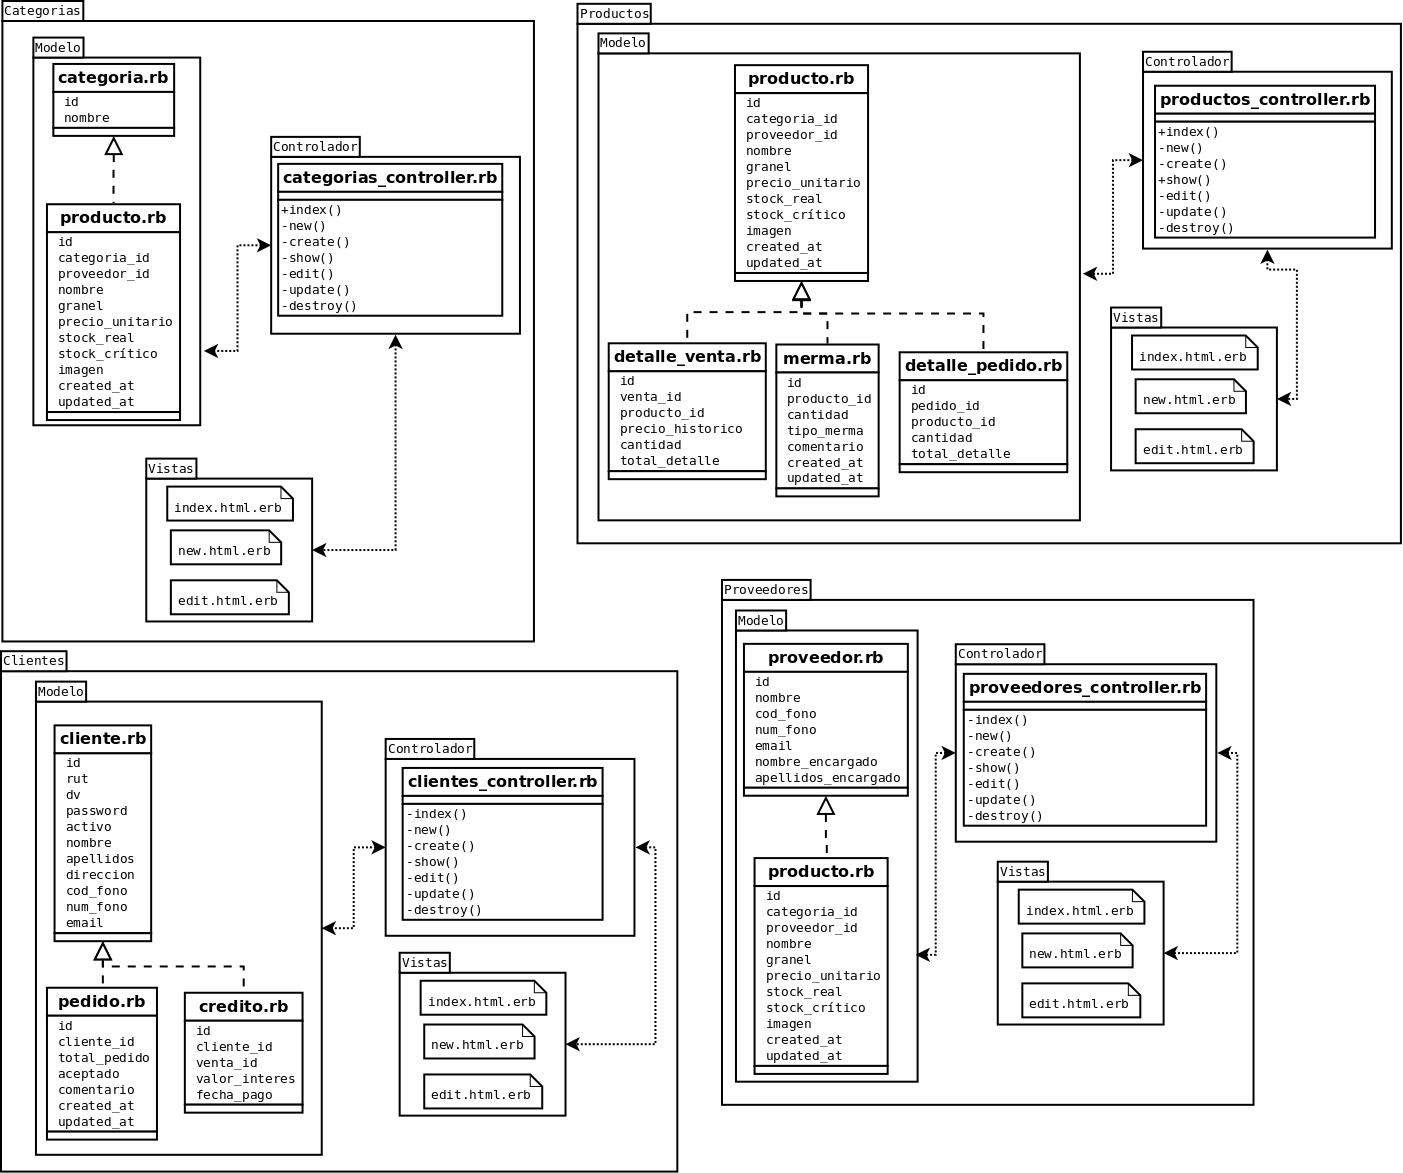 Categorias
Modelo
categoria.rb
id
nombre
producto.rb
id
categoria_id
proveedor_id
nombre
granel
precio_unitario
stock_real
stock_crítico
imagen
created_at
updated_at
Controlador
categorias_controller.rb
+index()
-new()
-create()
-show()
-edit()
-update()
-destroy()
Vistas
index.html.erb
new.html.erb
edit.html.erb
Productos
Modelo
producto.rb
id
categoria_id
proveedor_id
nombre
granel
precio_unitario
stock_real
stock_crítico
imagen
created_at
updated_at
detalle_venta.rb
id
venta_id
producto_id
precio_historico
cantidad
total_detalle
merma.rb
id
producto_id
cantidad
tipo_merma
comentario
created_at
updated_at
detalle_pedido.rb
id
pedido_id
producto_id
cantidad
total_detalle
Controlador
productos_controller.rb
+index()
-new()
-create()
+show()
-edit()
-update()
-destroy()
Vistas
index.html.erb
new.html.erb
edit.html.erb
Clientes
Modelo
cliente.rb
id
rut
dv
password
activo
nombre
apellidos
direccion
cod_fono
num_fono
email
pedido.rb
id
cliente_id
total_pedido
aceptado
comentario
created_at
updated_at
credito.rb
id
cliente_id
venta_id
valor_interes
fecha_pago
Controlador
clientes_controller.rb
-index()
-new()
-create()
-show()
-edit()
-update()
-destroy()
Vistas
index.html.erb
new.html.erb
edit.html.erb
Proveedores
Modelo
proveedor.rb
id
nombre
cod_fono
num_fono
email
nombre_encargado
apellidos_encargado
producto.rb
id
categoria_id
proveedor_id
nombre
granel
precio_unitario
stock_real
stock_crítico
imagen
created_at
updated_at
Controlador
proveedores_controller.rb
-index()
-new()
-create()
-show()
-edit()
-update()
-destroy()
Vistas
index.html.erb
new.html.erb
edit.html.erb